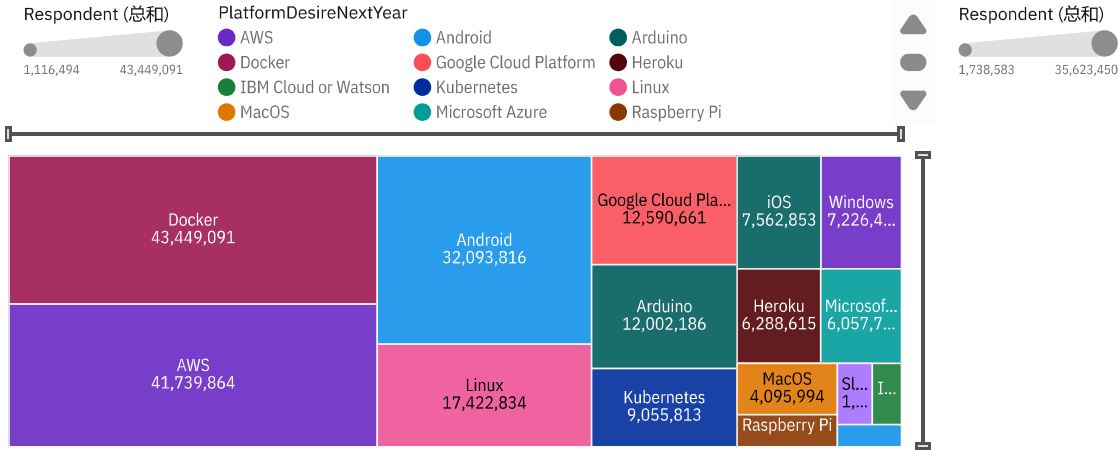 Respondent (总和)
1,116,494 43,449,091
PlatformDesireNextYear
AWS Android Arduino
Docker Google Cloud Platform Heroku
IBM Cloud or Watson Kubernetes Linux
MacOS Microsoft Azure Raspberry Pi
Respondent (总和)
1,738,583 35,623,450
Docker
43,449,091
AWS
41,739,864
Android
32,093,816
Linux
17,422,834
Google Cloud Pla...
12,590,661
Arduino
12,002,186
Kubernetes
9,055,813
iOS
7,562,853
Windows
7,226,4...
Heroku
6,288,615
Microsof...
6,057,7...
MacOS
4,095,994
Raspberry Pi
Sl...
1,...
I...